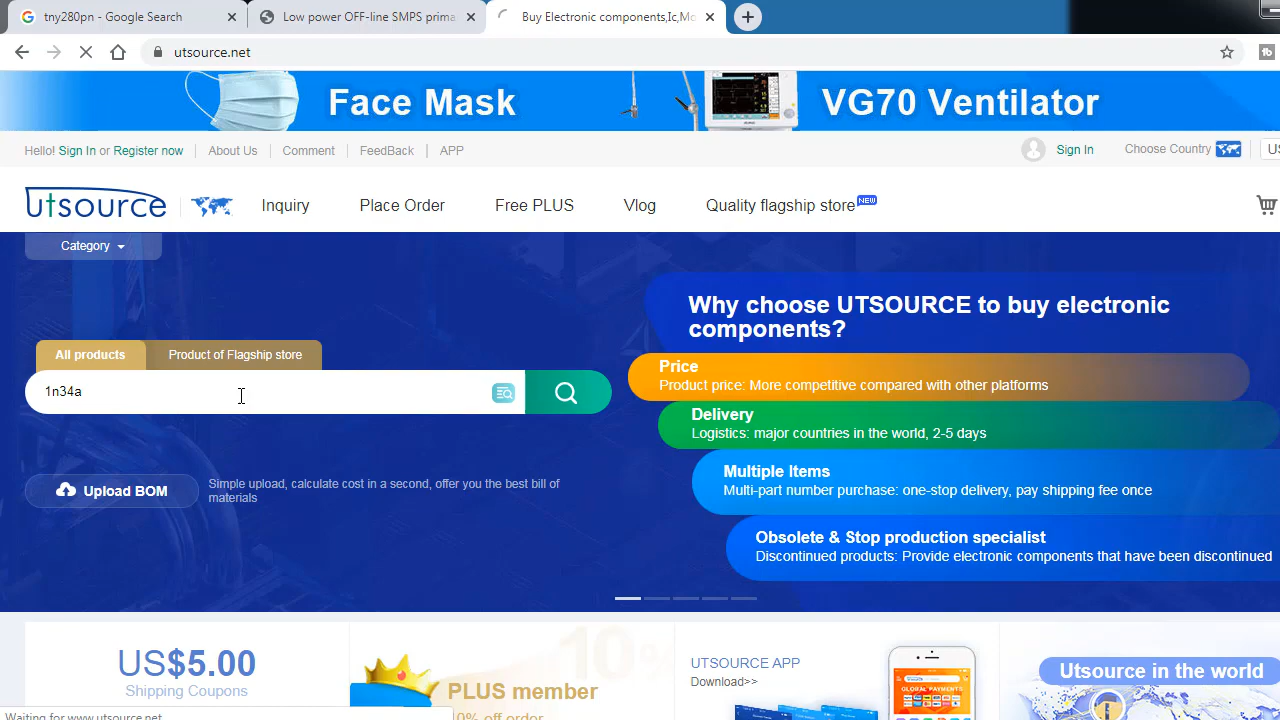 tny280pn - Google Search
Low power OFF-line SMPS prima
Buy Electronic components,Ic,Mo
utsource.net
Face Mask
VG70 Ventilator
Hello! Sign In or Register now
About Us
Comment
FeedBack
APP
Sign In
Choose Country
US
utsource
Inquiry
Place Order
Free PLUS
Vlog
Quality flagship store NEW
Category
Why choose UTSOURCE to buy electronic
components?
All products
Product of Flagship store
1n34a
Price
Product price: More competitive compared with other platforms
Delivery
Logistics: major countries in the world, 2-5 days
Multiple Items
Multi-part number purchase: one-stop delivery, pay shipping fee once
Upload BOM
Simple upload, calculate cost in a second, offer you the best bill of
materials
Obsolete & Stop production specialist
Discontinued products: Provide electronic components that have been discontinued
US$5.00
Shipping Coupons
10%
PLUS member
0% off order
UTSOURCE APP
Download>>
GLOBAL PAYMENTS
Utsource in the world
Waiting for www.utsource.net